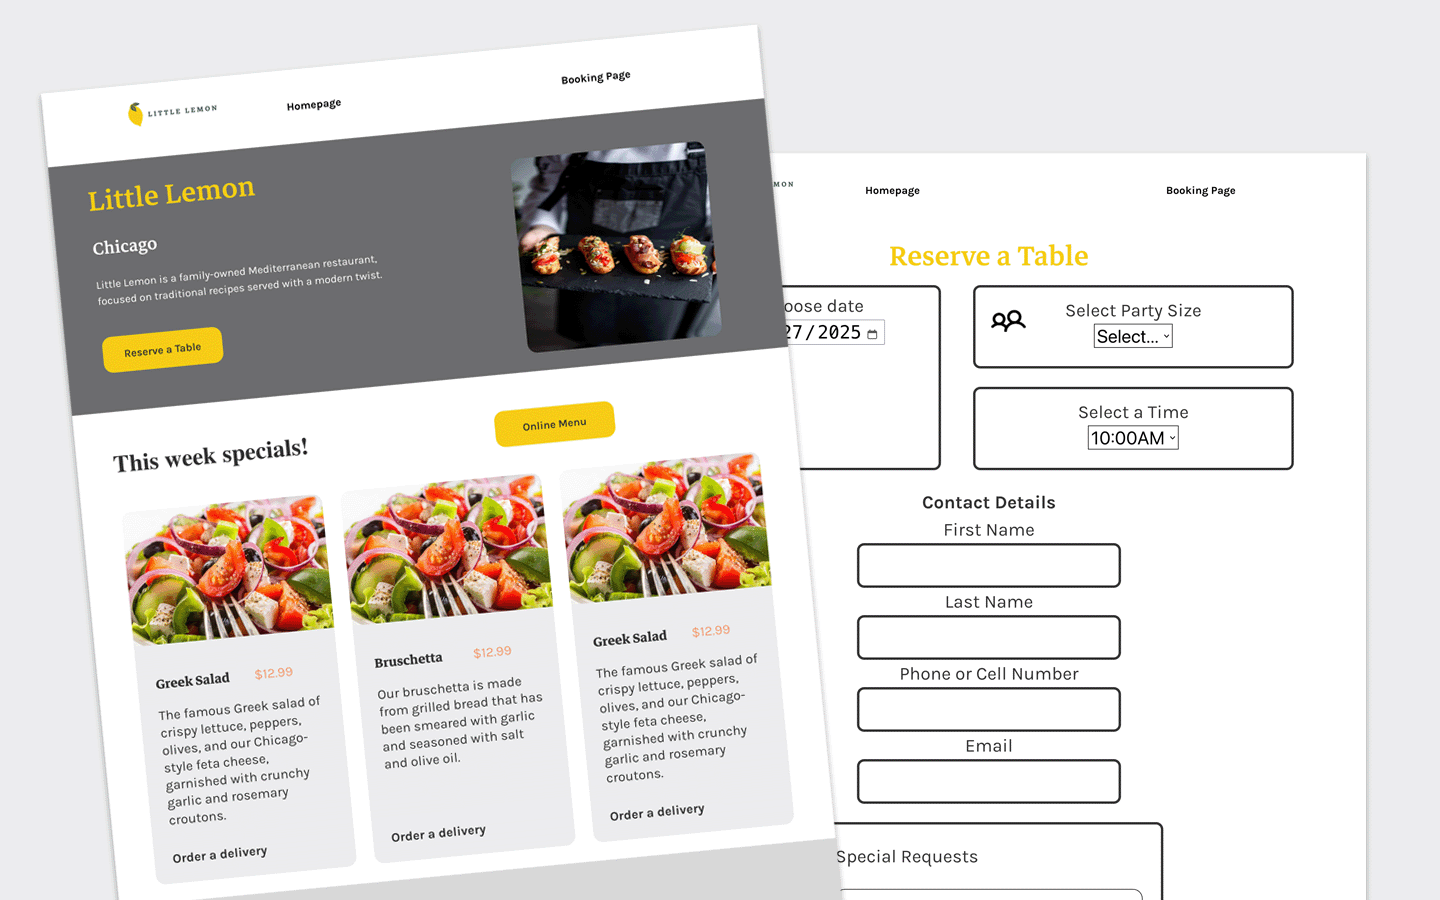 LITTLE LEMON
Homepage
Booking Page
Little Lemon
Chicago
Little Lemon is a family-owned Mediterranean restaurant,
focused on traditional recipes served with a modern twist.
Reserve a Table
This week specials!
Online Menu
Greek Salad $12.99
The famous Greek salad of
crispy lettuce, peppers,
olives, and our Chicago-
style feta cheese,
garnished with crunchy
garlic and rosemary
croutons.
Order a delivery
Bruschetta $12.99
Our bruschetta is made
from grilled bread that has
been smeared with garlic
and seasoned with salt
and olive oil.
Order a delivery
Greek Salad $12.99
The famous Greek salad of
crispy lettuce, peppers,
olives, and our Chicago-
style feta cheese,
garnished with crunchy
garlic and rosemary
croutons.
Order a delivery
MON
Homepage
Booking Page
Reserve a Table
oose date
27/2025
Select Party Size
Select...
Select a Time
10:00AM
Contact Details
First Name
Last Name
Phone or Cell Number
Email
Special Requests